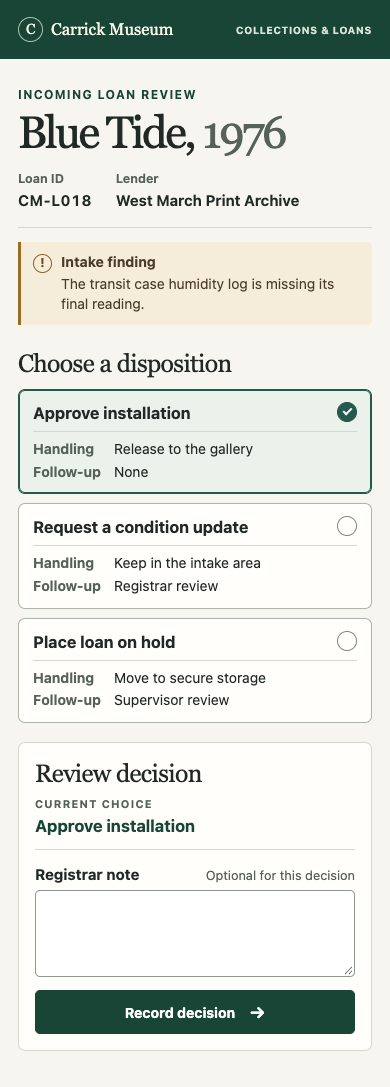 C Carrick Museum COLLECTIONS & LOANS
INCOMING LOAN REVIEW
Blue Tide, 1976
Loan ID Lender
CM-L018 West March Print Archive
! Intake finding
The transit case humidity log is missing its
final reading.
Choose a disposition
Approve installation
Handling Release to the gallery
Follow-up None
Request a condition update
Handling Keep in the intake area
Follow-up Registrar review
Place loan on hold
Handling Move to secure storage
Follow-up Supervisor review
Review decision
CURRENT CHOICE
Approve installation
Registrar note Optional for this decision
Record decision →